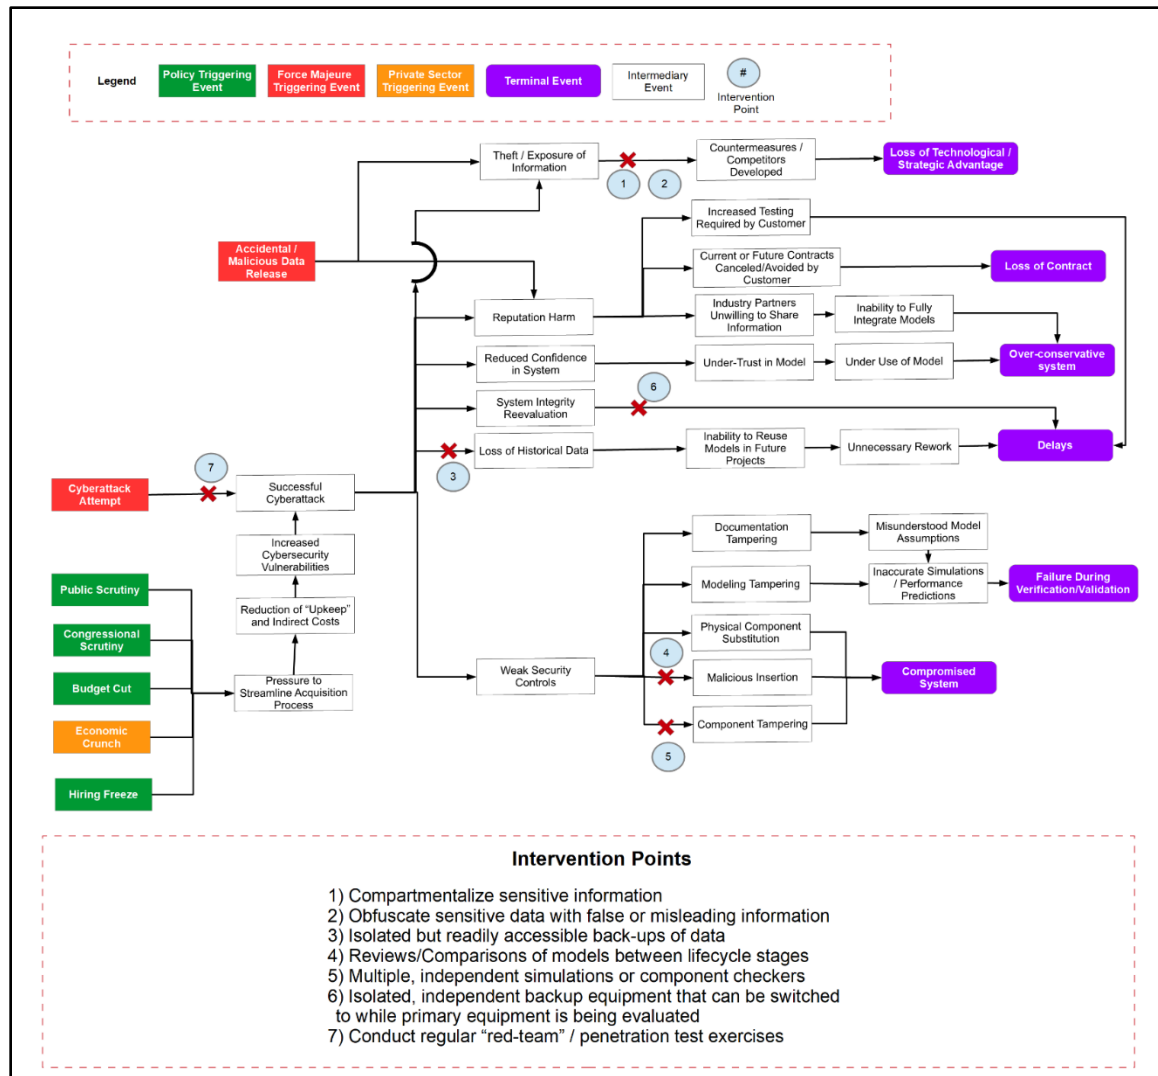 Legend
Policy Triggering
Event
Force Majeure
Triggering Event
Private Sector
Triggering Event
Terminal Event
Intermediary
Event
#
Intervention
Point
Theft / Exposure of
Information
1
2
Countermeasures /
Competitors
Developed
Loss of Technological /
Strategic Advantage
Increased Testing
Required by Customer
Accidental /
Malicious Data
Release
Current or Future Contracts
Canceled/Avoided by
Customer
Loss of Contract
Reputation Harm
Industry Partners
Unwilling to Share
Information
Inability to Fully
Integrate Models
Reduced Confidence
in System
Under-Trust in Model
Under Use of Model
Over-conservative
system
System Integrity
Reevaluation
6
Loss of Historical Data
3
Inability to Reuse
Models in Future
Projects
Unnecessary Rework
Delays
7
Cyberattack
Attempt
Successful
Cyberattack
Increased
Cybersecurity
Vulnerabilities
Documentation
Tampering
Misunderstood Model
Assumptions
Public Scrutiny
Reduction of “Upkeep”
and Indirect Costs
Modeling Tampering
Inaccurate Simulations
/ Performance
Predictions
Failure During
Verification/Validation
Congressional
Scrutiny
Physical Component
Substitution
4
Budget Cut
Pressure to
Streamline Acquisition
Process
Weak Security
Controls
Malicious Insertion
Compromised
System
Economic
Crunch
Component Tampering
5
Hiring Freeze
Intervention Points
1) Compartmentalize sensitive information
2) Obfuscate sensitive data with false or misleading information
3) Isolated but readily accessible back-ups of data
4) Reviews/Comparisons of models between lifecycle stages
5) Multiple, independent simulations or component checkers
6) Isolated, independent backup equipment that can be switched
to while primary equipment is being evaluated
7) Conduct regular “red-team” / penetration test exercises